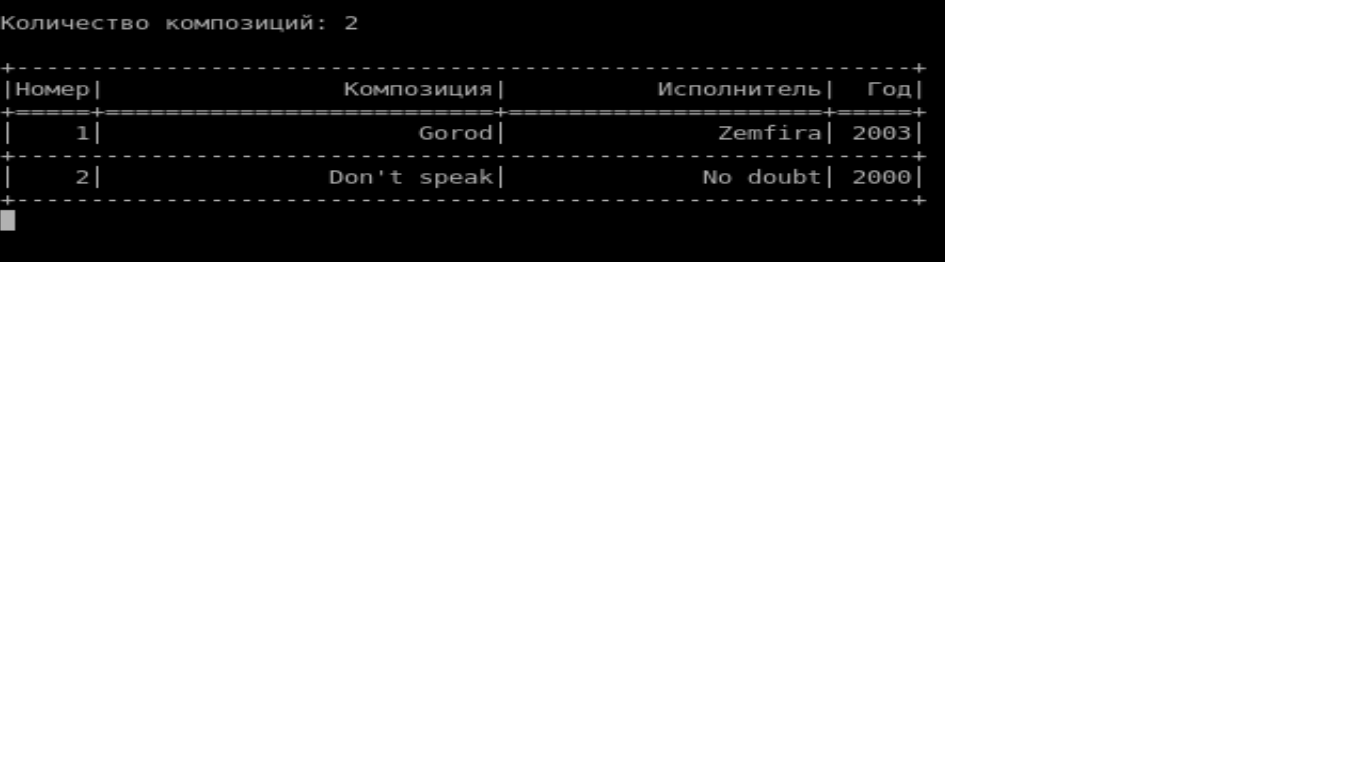 Количество композиций: 2
+------------------------------------------------------------+
|Номер|                Композиция|          Исполнитель|  Год|
+=====+==========================+=====================+=====+
|    1|                     Gorod|              Zemfira| 2003|
+------------------------------------------------------------+
|    2|               Don't speak|             No doubt| 2000|
+------------------------------------------------------------+